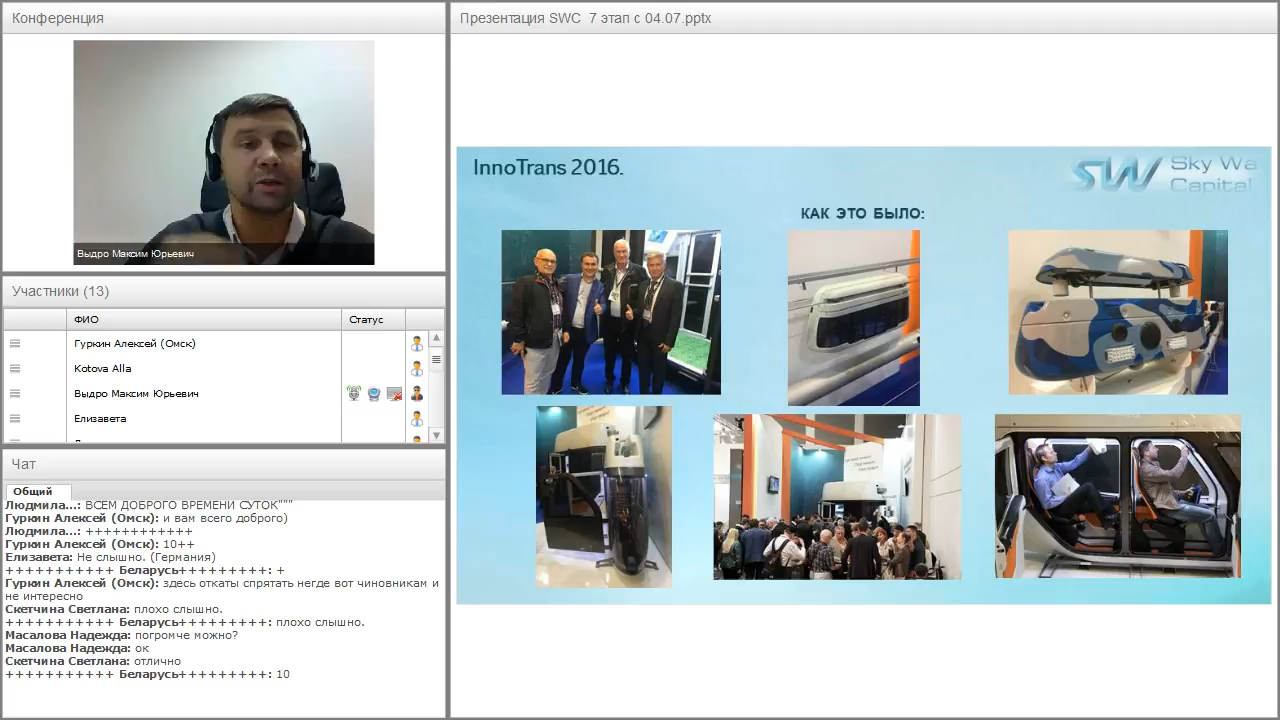 Конференция
Выдро Максим Юрьевич
Участники (13)
ФИО
Статус
Гуркин Алексей (Омск)
Kotova Alla
Выдро Максим Юрьевич
Елизавета
Чат
Общий
Людмила...: ВСЕМ ДОБРОГО ВРЕМЕНИ СУТОК"""
Гуркин Алексей (Омск): и вам всего доброго)
Людмила...: ++++++++++++
Гуркин Алексей (Омск): 10++
Елизавета: Не слышно. (Германия)
+++++++++++ Беларусь+++++++++: +
Гуркин Алексей (Омск): здесь откаты спрятать негде вот чиновникам и
не интересно
Скетчина Светлана: плохо слышно.
+++++++++++ Беларусь+++++++++: плохо слышно.
Масалова Надежда: погромче можно?
Масалова Надежда: ок
Скетчина Светлана: отлично
+++++++++++ Беларусь+++++++++: 10
Презентация SWC 7 этап с 04.07.pptx
InnoTrans 2016.
SW Sky Wa
Capital
КАК ЭТО БЫЛО: